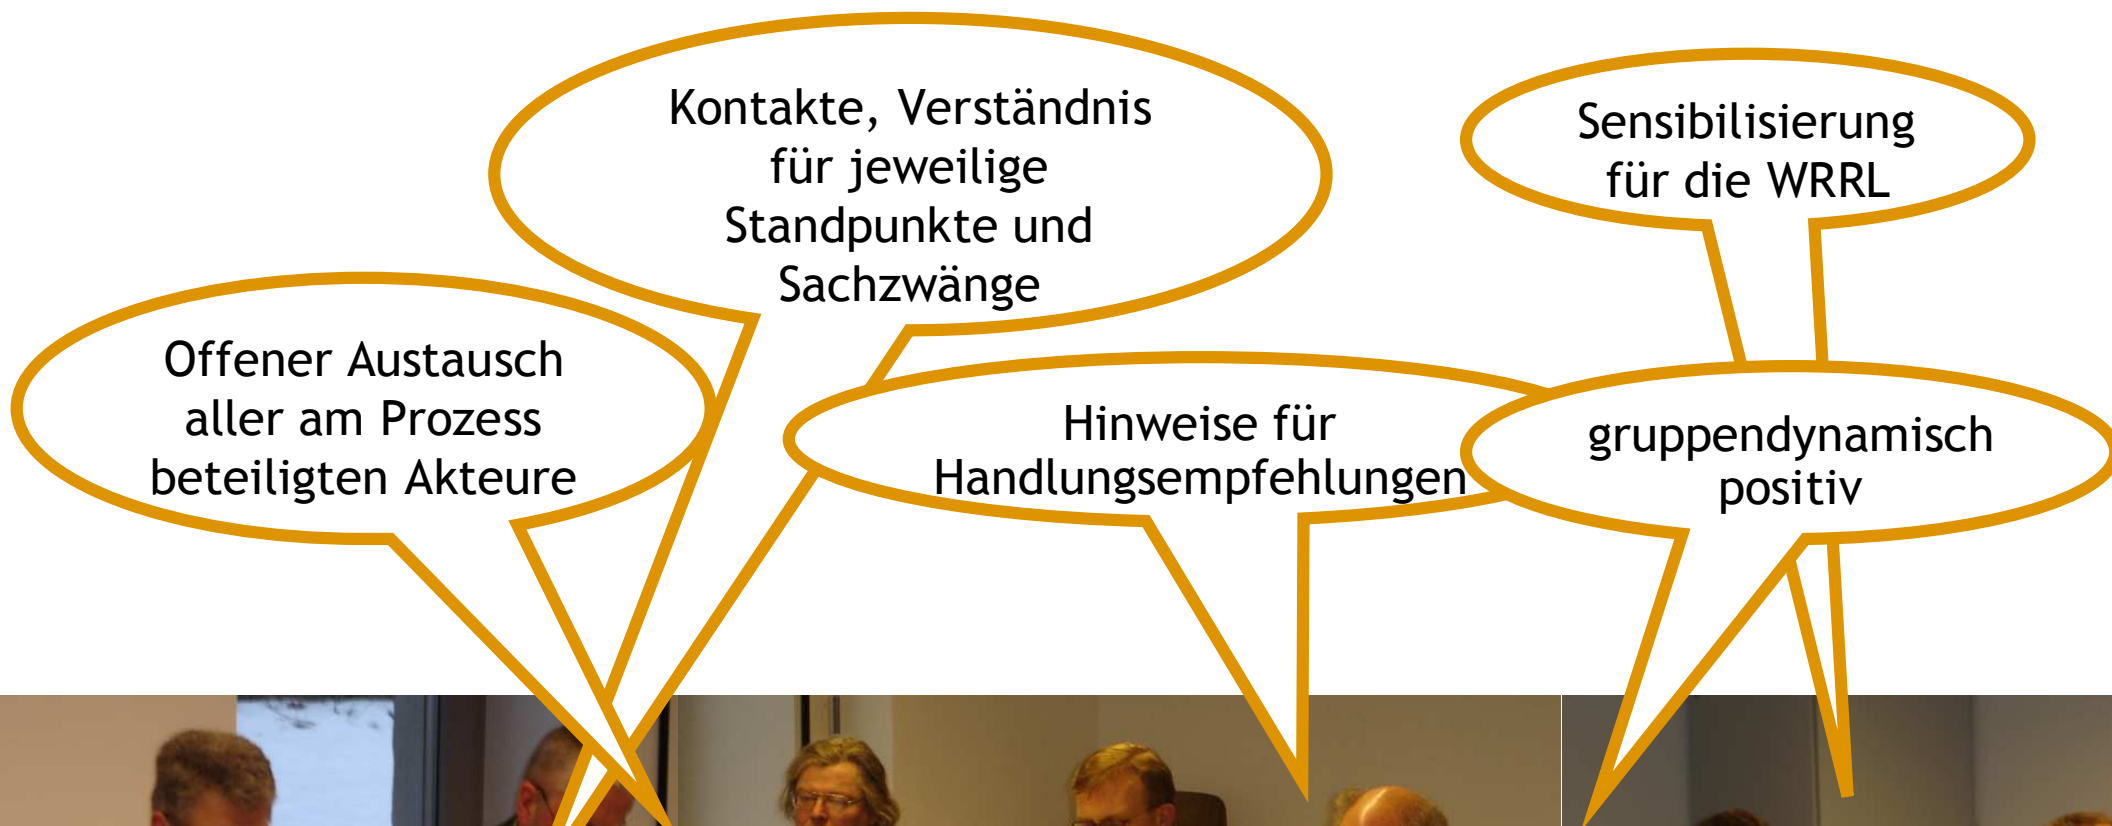 Kontakte, Verständnis
für jeweilige
Standpunkte und
Sachzwänge
Sensibilisierung
für die WRRL
Offener Austausch
aller am Prozess
beteiligten Akteure
Hinweise für
Handlungsempfehlungen
gruppendynamisch
positiv